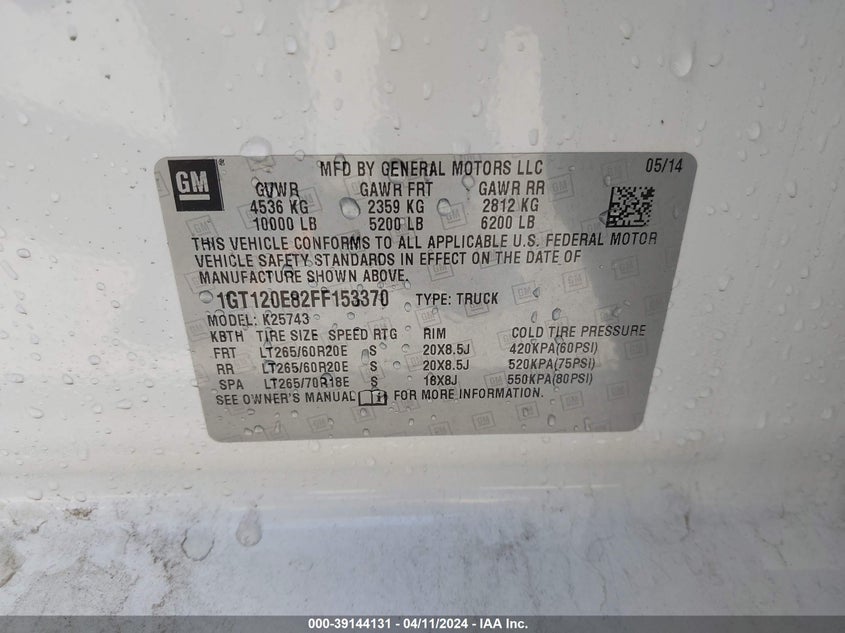 GM ® MFD BY GENERAL MOTORS LLC 05/14
GVWR GAWR FRT GAWR RR
4536 KG 2359 KG 2812 KG
10000 LB 5200 LB 6200 LB
THIS VEHICLE CONFORMS TO ALL APPLICABLE U.S. FEDERAL MOTOR
VEHICLE SAFETY STANDARDS IN EFFECT ON THE DATE OF
MANUFACTURE SHOWN ABOVE.
1GT120E82FF153370 TYPE: TRUCK
MODEL: K25743
KBTH TIRE SIZE SPEED RTG RIM COLD TIRE PRESSURE
FRT LT265/60R20E S 20X8.5J 420KPA(60PSI)
RR LT265/60R20E S 20X8.5J 520KPA(75PSI)
SPA LT265/70R18E S 18X8J 550KPA(80PSI)
SEE OWNER'S MANUAL FOR MORE INFORMATION.
000-39144131 - 04/11/2024 - IAA Inc.